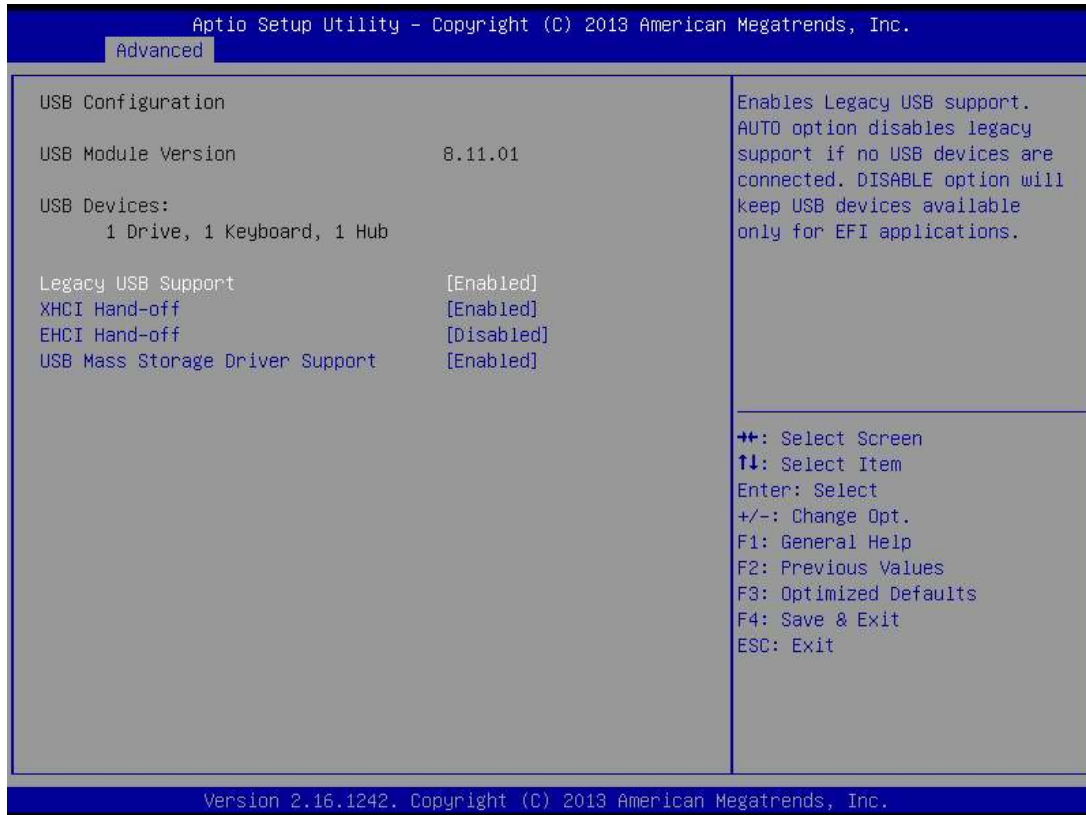 Aptio Setup Utility – Copyright (C) 2013 American Megatrends, Inc.
Advanced
USB Configuration
USB Module Version 8.11.01
USB Devices:
1 Drive, 1 Keyboard, 1 Hub
Legacy USB Support [Enabled]
XHCI Hand-off [Enabled]
EHCI Hand-off [Disabled]
USB Mass Storage Driver Support [Enabled]
Enables Legacy USB support.
AUTO option disables legacy
support if no USB devices are
connected. DISABLE option will
keep USB devices available
only for EFI applications.
→←: Select Screen
↑↓: Select Item
Enter: Select
+/-: Change Opt.
F1: General Help
F2: Previous Values
F3: Optimized Defaults
F4: Save & Exit
ESC: Exit
Version 2.16.1242. Copyright (C) 2013 American Megatrends, Inc.